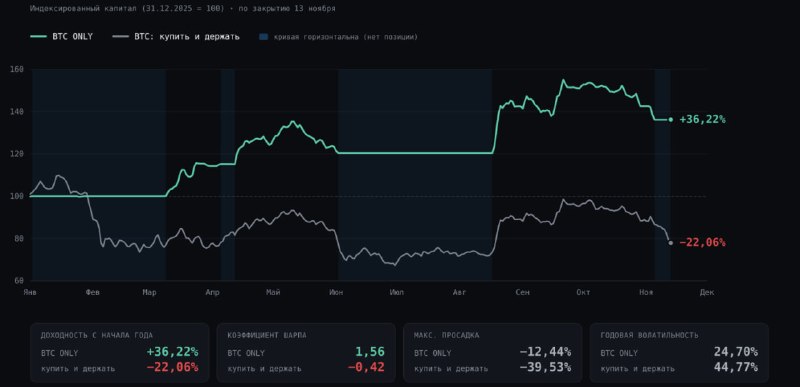 Индексированный капитал (31.12.2025 = 100) · по закрытию 13 ноября
BTC ONLY
BTC: купить и держать
кривая горизонтальна (нет позиции)
160
140
120
100
80
60
+36,22%
−22,06%
Янв Фев Мар Апр Май Июн Июл Авг Сен Окт Ноя Дек
ДОХОДНОСТЬ С НАЧАЛА ГОДА
BTC ONLY +36,22%
купить и держать −22,06%
КОЭФФИЦИЕНТ ШАРПА
BTC ONLY 1,56
купить и держать −0,42
МАКС. ПРОСАДКА
BTC ONLY −12,44%
купить и держать −39,53%
ГОДОВАЯ ВОЛАТИЛЬНОСТЬ
BTC ONLY 24,70%
купить и держать 44,77%